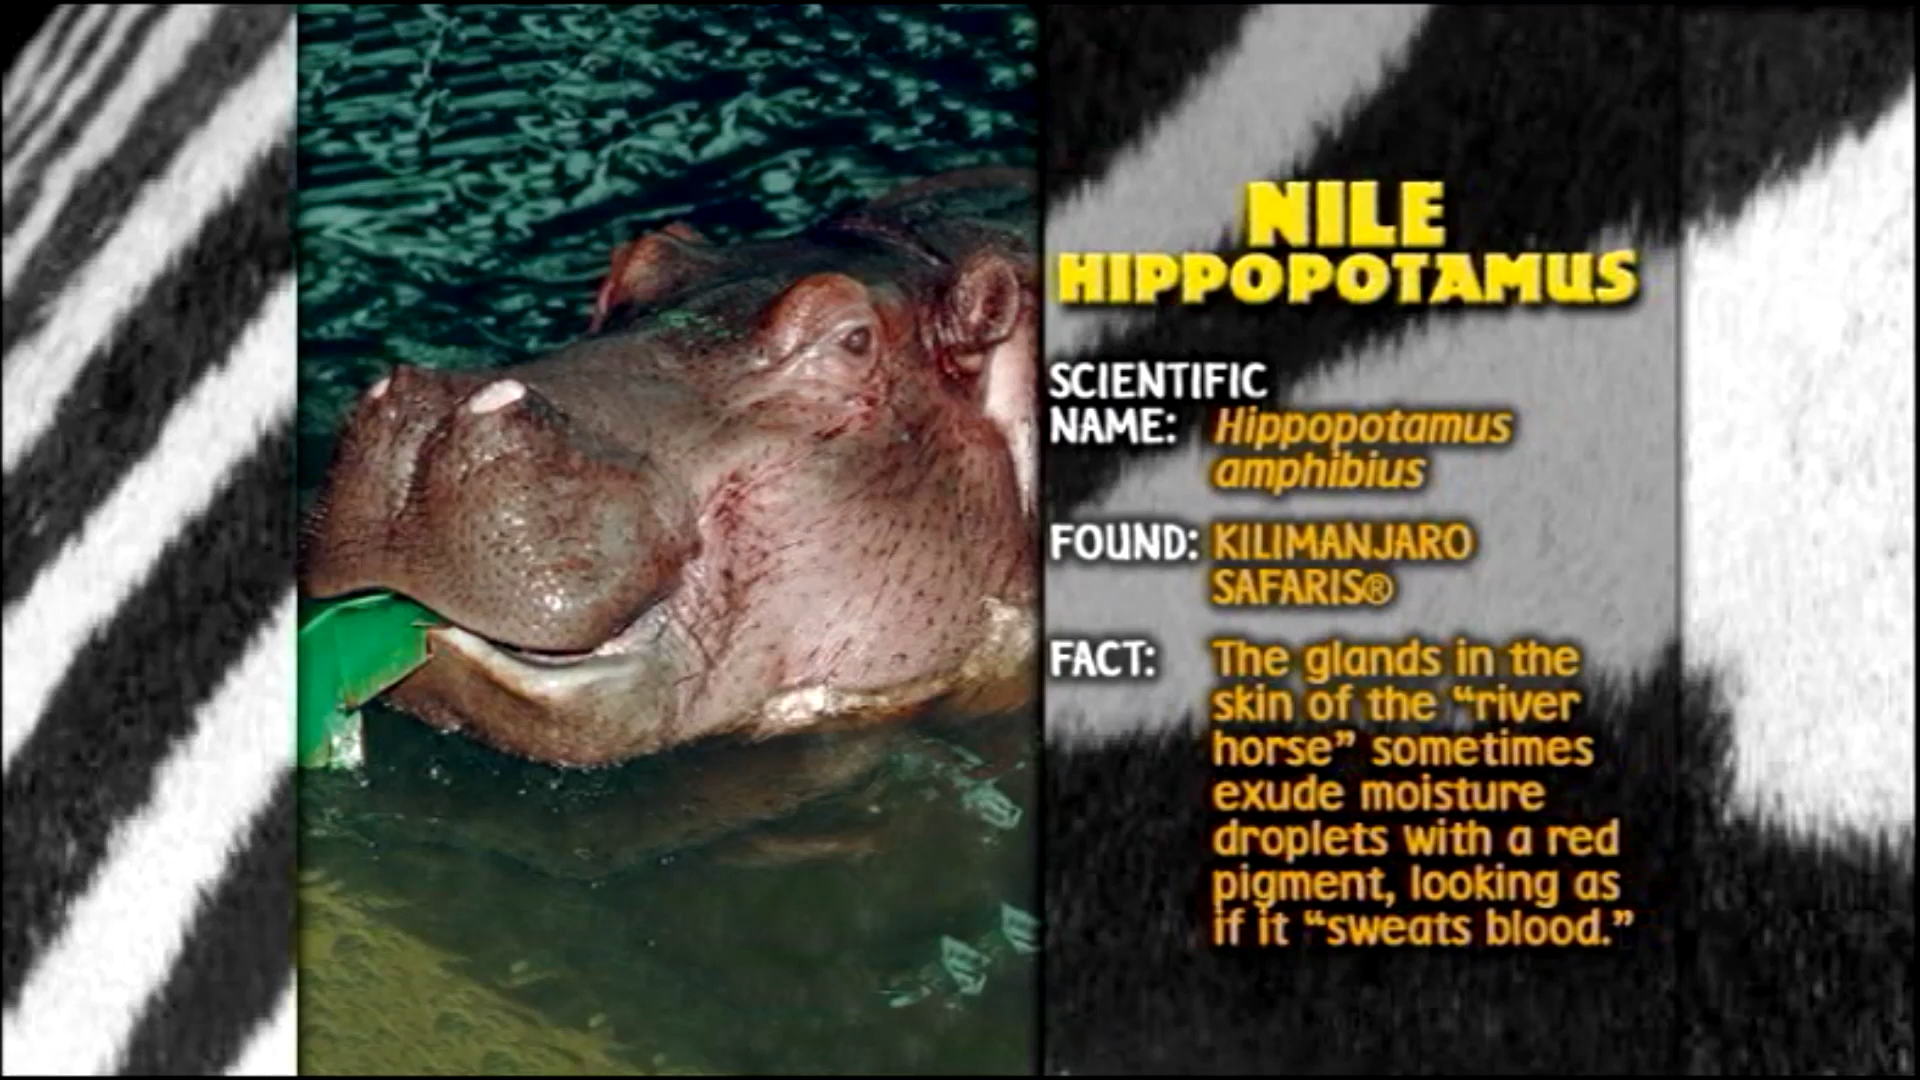 NILE
HIPPOPOTAMUS
SCIENTIFIC
NAME: Hippopotamus
amphibius
FOUND: KILIMANJARO
SAFARIS®
FACT: The glands in the
skin of the “river
horse” sometimes
exude moisture
droplets with a red
pigment, looking as
if it “sweats blood.”